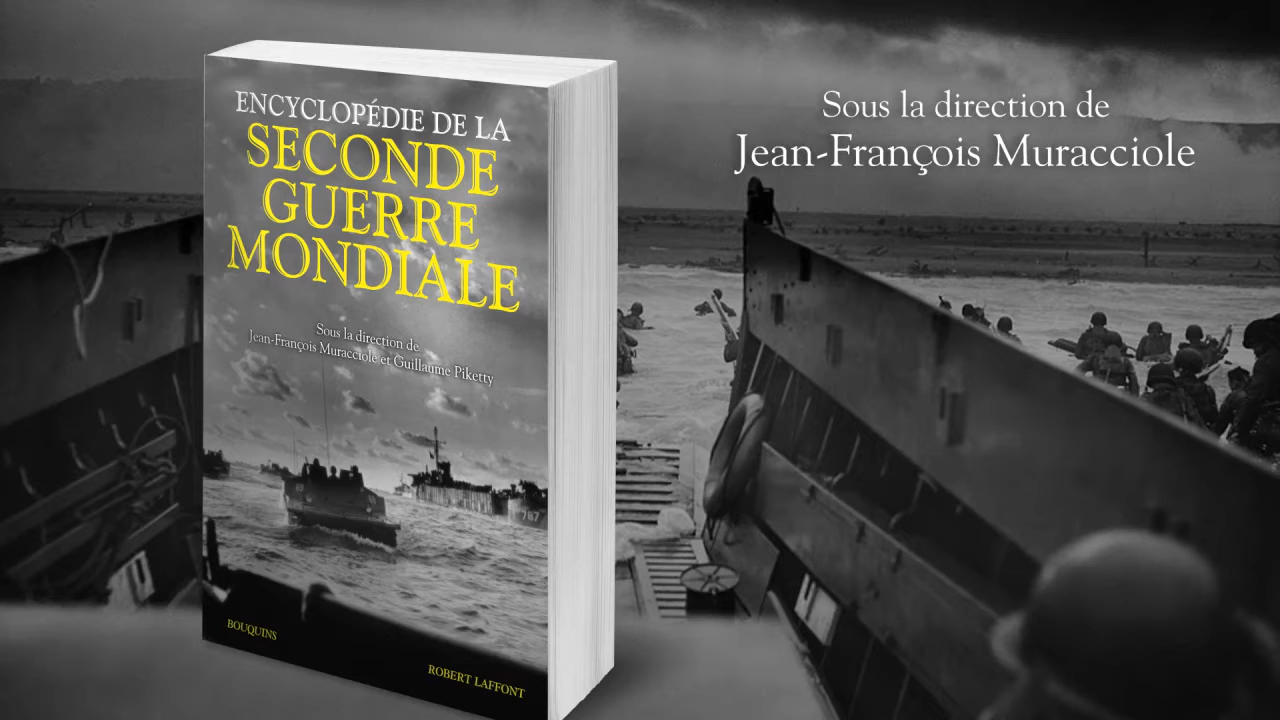 ENCYCLOPÉDIE DE LA
SECONDE
GUERRE
MONDIALE
Sous la direction de
Jean-François Muracciole et Guillaume Piketty
767
BOUQUINS
ROBERT LAFFONT
Sous la direction de
Jean-François Muracciole